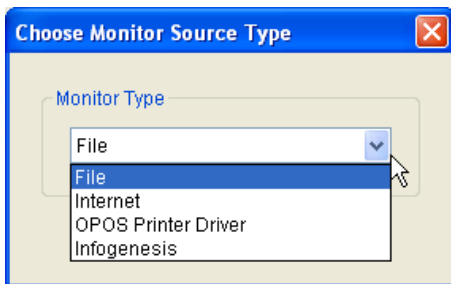 Choose Monitor Source Type
Monitor Type
File
File
Internet
OPOS Printer Driver
Infogenesis